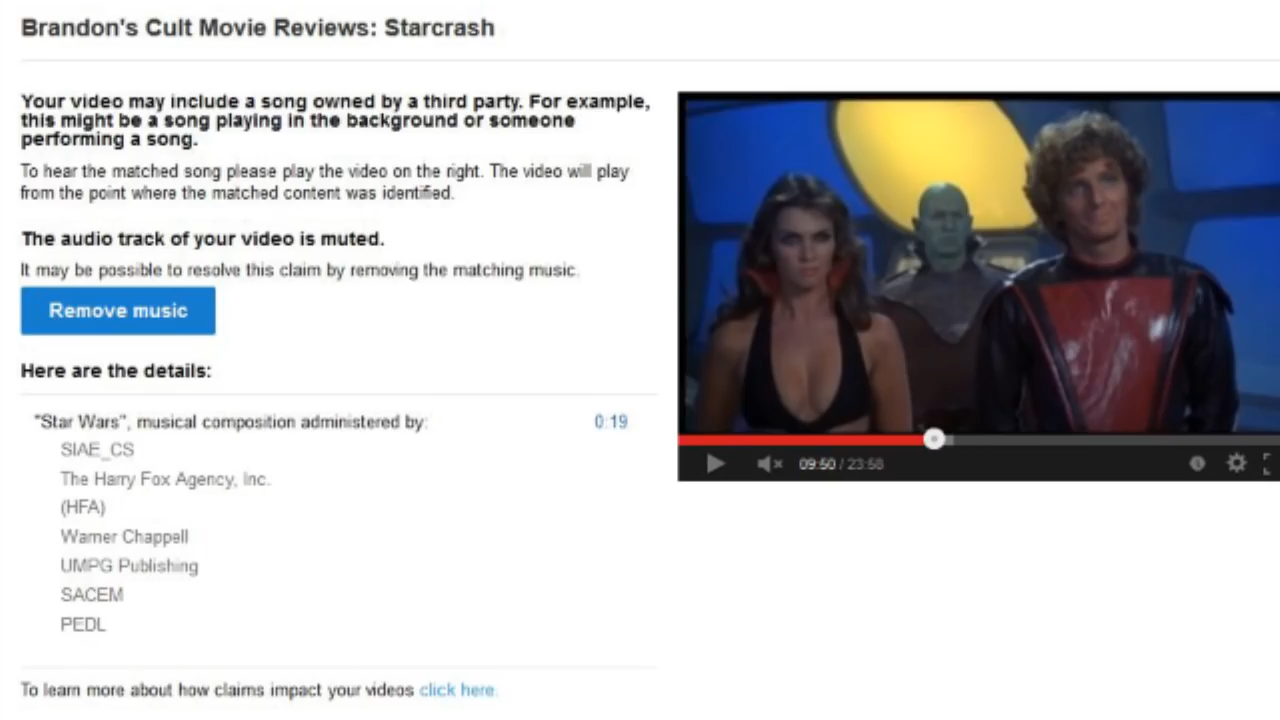 Brandon's Cult Movie Reviews: Starcrash
Your video may include a song owned by a third party. For example,
this might be a song playing in the background or someone
performing a song.
To hear the matched song please play the video on the right. The video will play
from the point where the matched content was identified.
The audio track of your video is muted.
It may be possible to resolve this claim by removing the matching music.
Remove music
Here are the details:
"Star Wars", musical composition administered by: 0:19
SIAE_CS
The Harry Fox Agency, Inc.
(HFA)
Warner Chappell
UMPG Publishing
SACEM
PEDL
To learn more about how claims impact your videos click here.
09:50 / 23:58